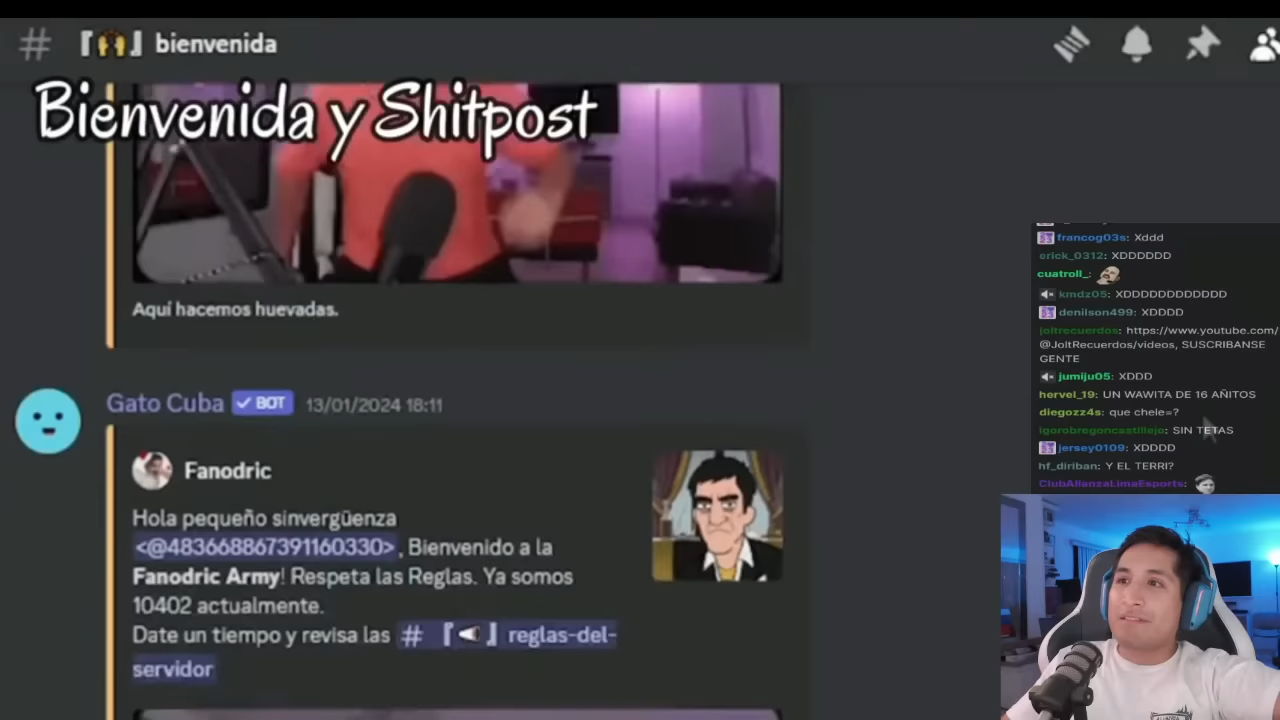 bienvenida
Bienvenida y Shitpost
Aquí hacemos huevadas.
Gato Cuba BOT 13/01/2024 18:11
Fanodric
Hola pequeño sinvergüenza
<@483668867391160330>, Bienvenido a la
Fanodric Army! Respeta las Reglas. Ya somos
10402 actualmente.
Date un tiempo y revisa las # reglas-del-
servidor
francog03s: Xddd
erick_0312: XDDDDDD
cuatroll_:
kmdz05: XDDDDDDDDDDDD
denilson499: XDDDD
joltrecuerdos: https://www.youtube.com/
@JoltRecuerdos/videos, SUSCRIBANSE
GENTE
jumiju05: XDDD
hervel_19: UN WAWITA DE 16 AÑITOS
diegozz4s: que chele=?
igorobregoncastillejo: SIN TETAS
jersey0109: XDDDD
hf_diriban: Y EL TERRI?
ClubAlianzaLimaEsports: